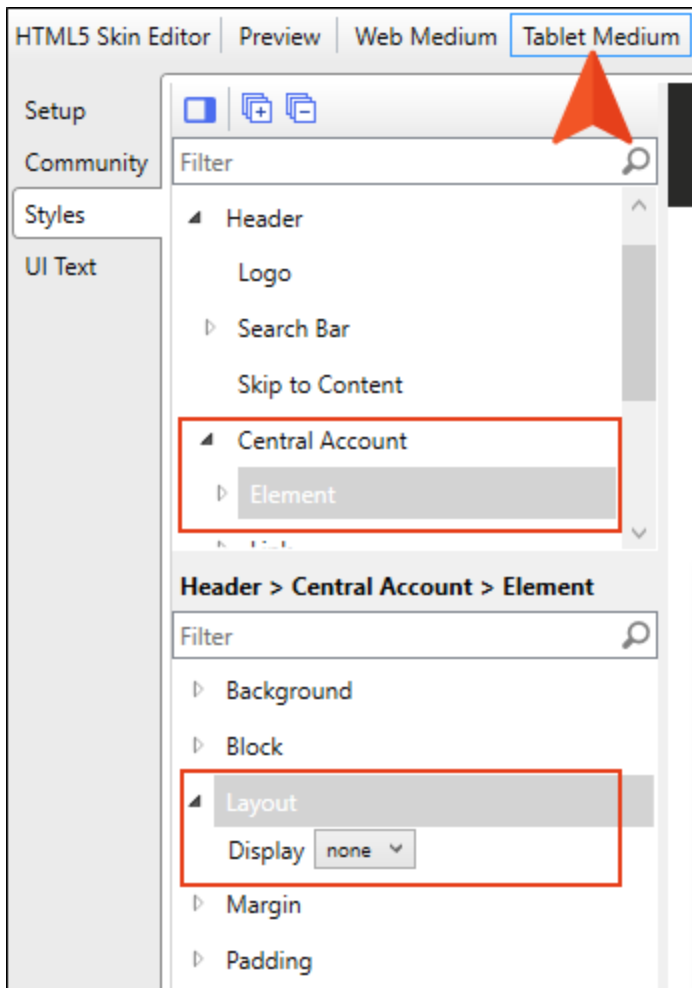 HTML5 Skin Editor Preview Web Medium Tablet Medium
Setup
Community
Styles
UI Text
Filter
Header
Logo
Search Bar
Skip to Content
Central Account
Element
Header > Central Account > Element
Filter
Background
Block
Layout
Display none
Margin
Padding